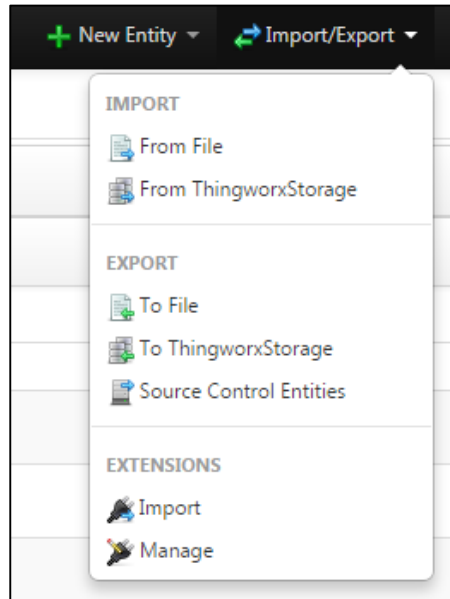 New Entity Import/Export
IMPORT
From File
From ThingworxStorage
EXPORT
To File
To ThingworxStorage
Source Control Entities
EXTENSIONS
Import
Manage